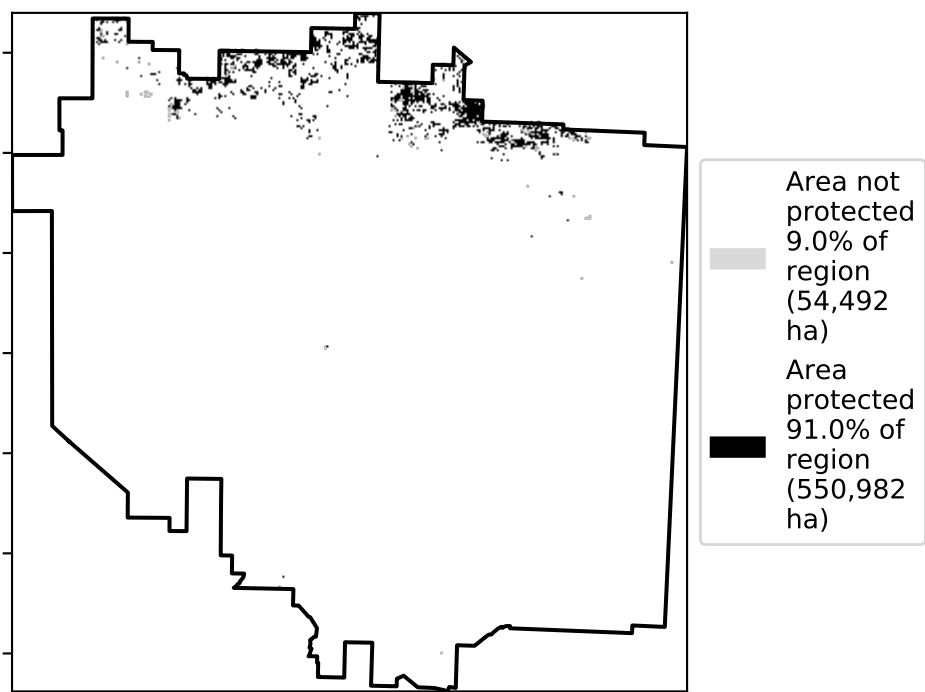 Area not
protected
9.0% of
region
(54,492
ha)
Area
protected
91.0% of
region
(550,982
ha)